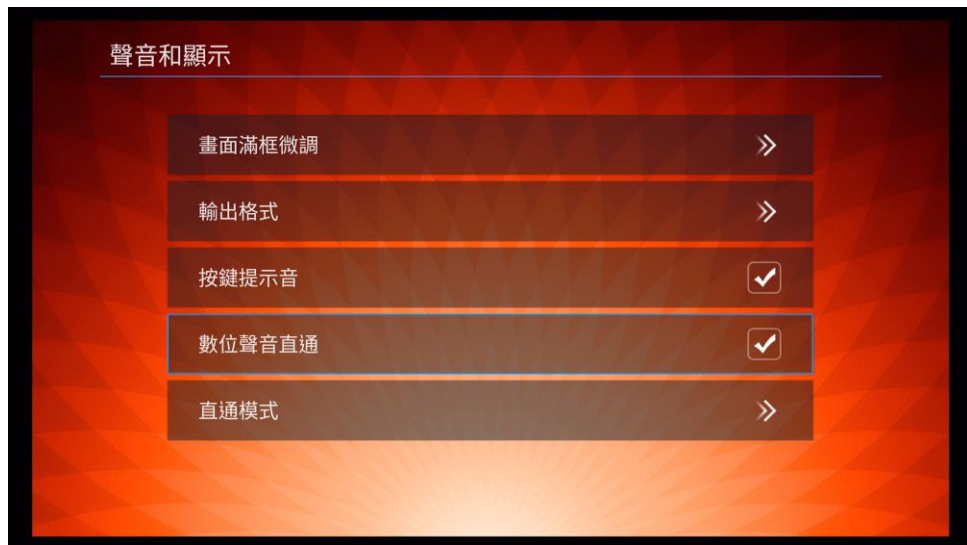 聲音和顯示
畫面滿框微調
輸出格式
按鍵提示音
數位聲音直通
直通模式